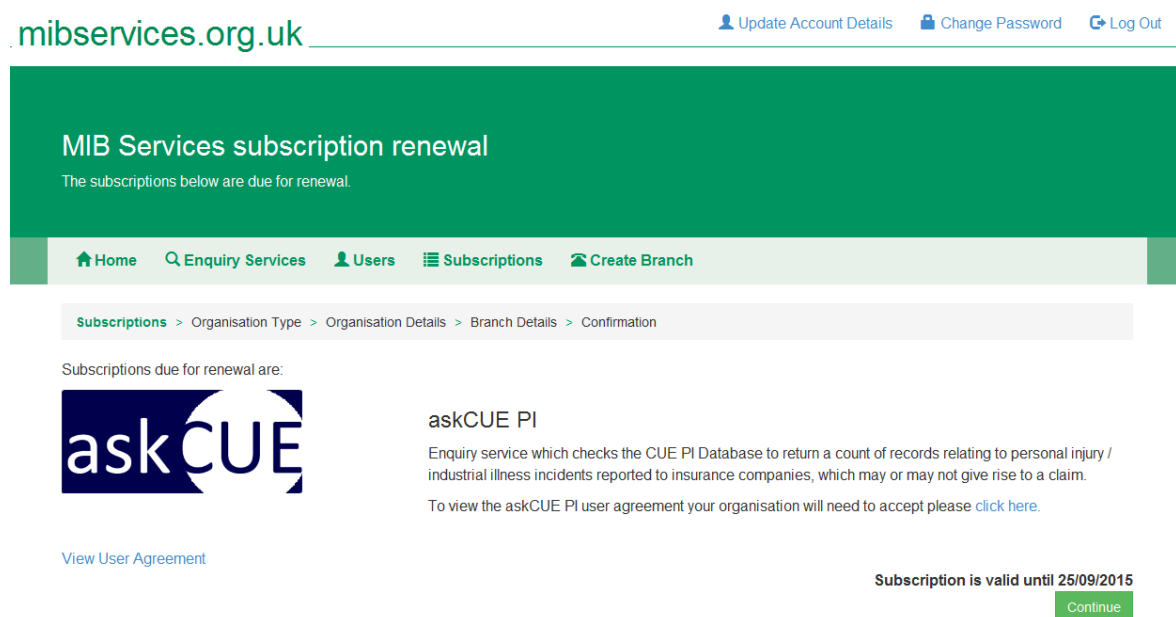 mibservices.org.uk
Update Account Details Change Password Log Out
MIB Services subscription renewal
The subscriptions below are due for renewal.
Home Enquiry Services Users Subscriptions Create Branch
Subscriptions > Organisation Type > Organisation Details > Branch Details > Confirmation
Subscriptions due for renewal are:
askCUE
askCUE PI
Enquiry service which checks the CUE PI Database to return a count of records relating to personal injury /
industrial illness incidents reported to insurance companies, which may or may not give rise to a claim.
To view the askCUE PI user agreement your organisation will need to accept please click here.
View User Agreement
Subscription is valid until 25/09/2015
Continue